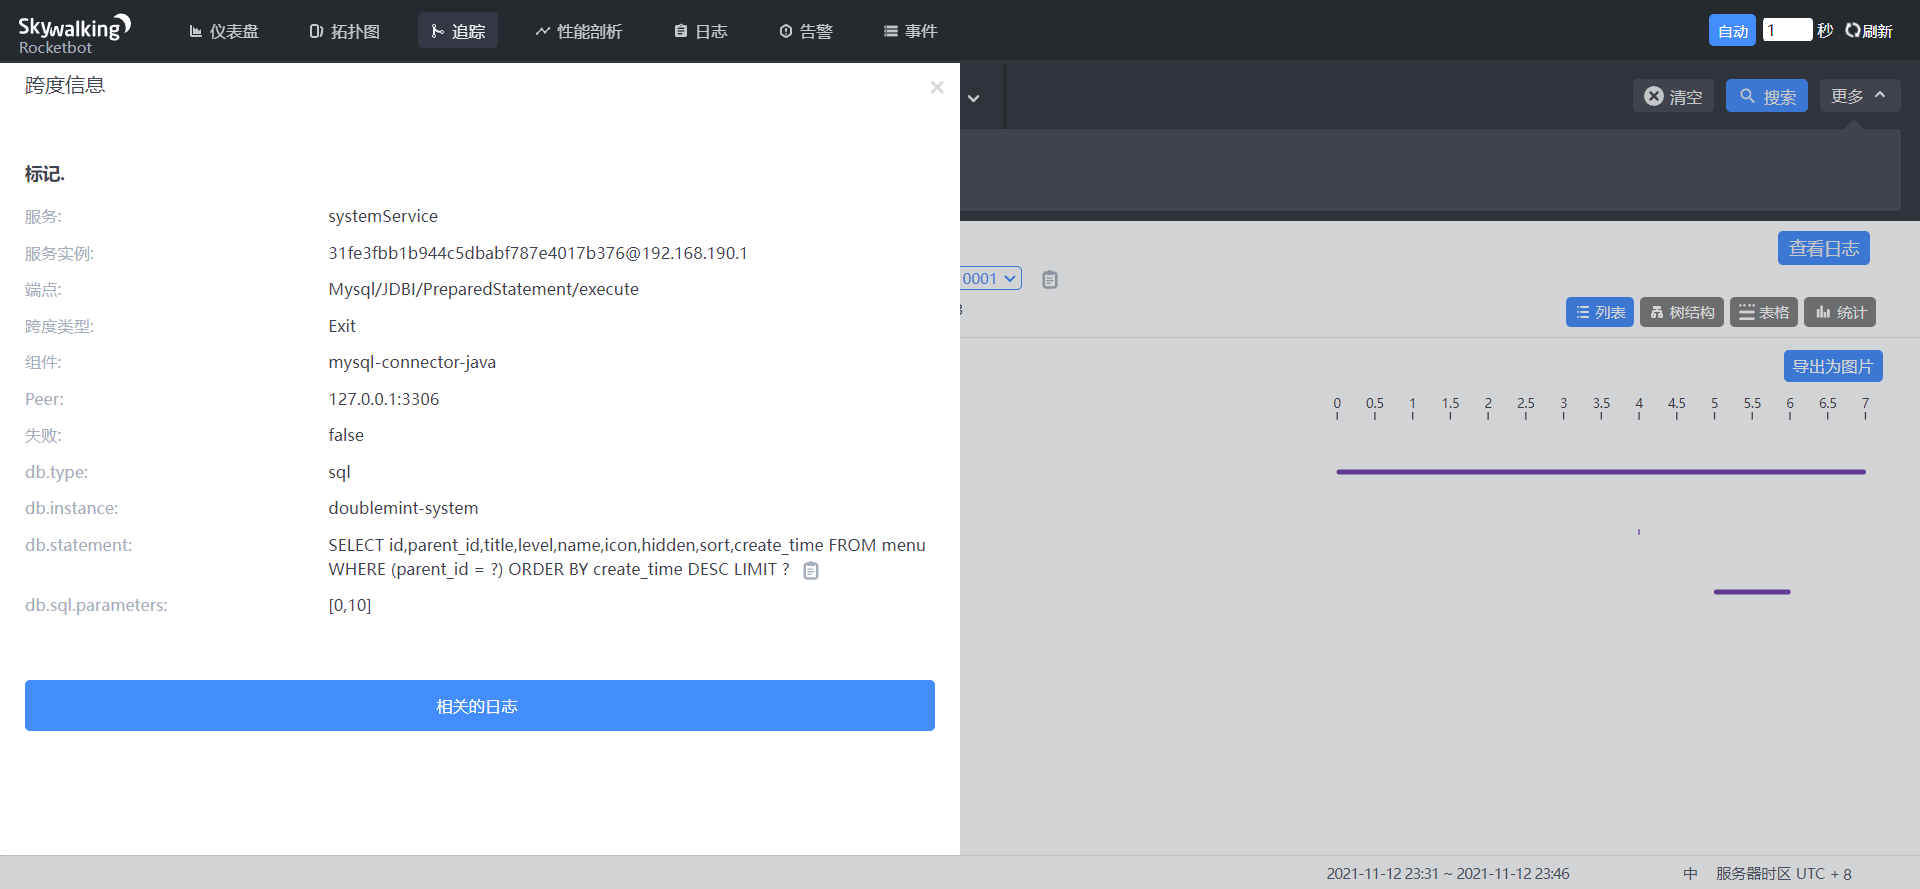 Skywalking
Rocketbot
仪表盘
拓扑图
追踪
性能剖析
日志
告警
事件
自动
1
秒
刷新
跨度信息
清空
搜索
更多
标记.
服务: systemService
服务实例: 31fe3fbb1b944c5dbabf787e4017b376@192.168.190.1
端点: Mysql/JDBI/PreparedStatement/execute
跨度类型: Exit
组件: mysql-connector-java
Peer: 127.0.0.1:3306
失败: false
db.type: sql
db.instance: doublemint-system
db.statement: SELECT id,parent_id,title,level,name,icon,hidden,sort,create_time FROM menu
WHERE (parent_id = ?) ORDER BY create_time DESC LIMIT ?
db.sql.parameters: [0,10]
相关的日志
查看日志
0001
列表
树结构
表格
统计
导出为图片
0 0.5 1 1.5 2 2.5 3 3.5 4 4.5 5 5.5 6 6.5 7
2021-11-12 23:31 ~ 2021-11-12 23:46
中
服务器时区 UTC + 8